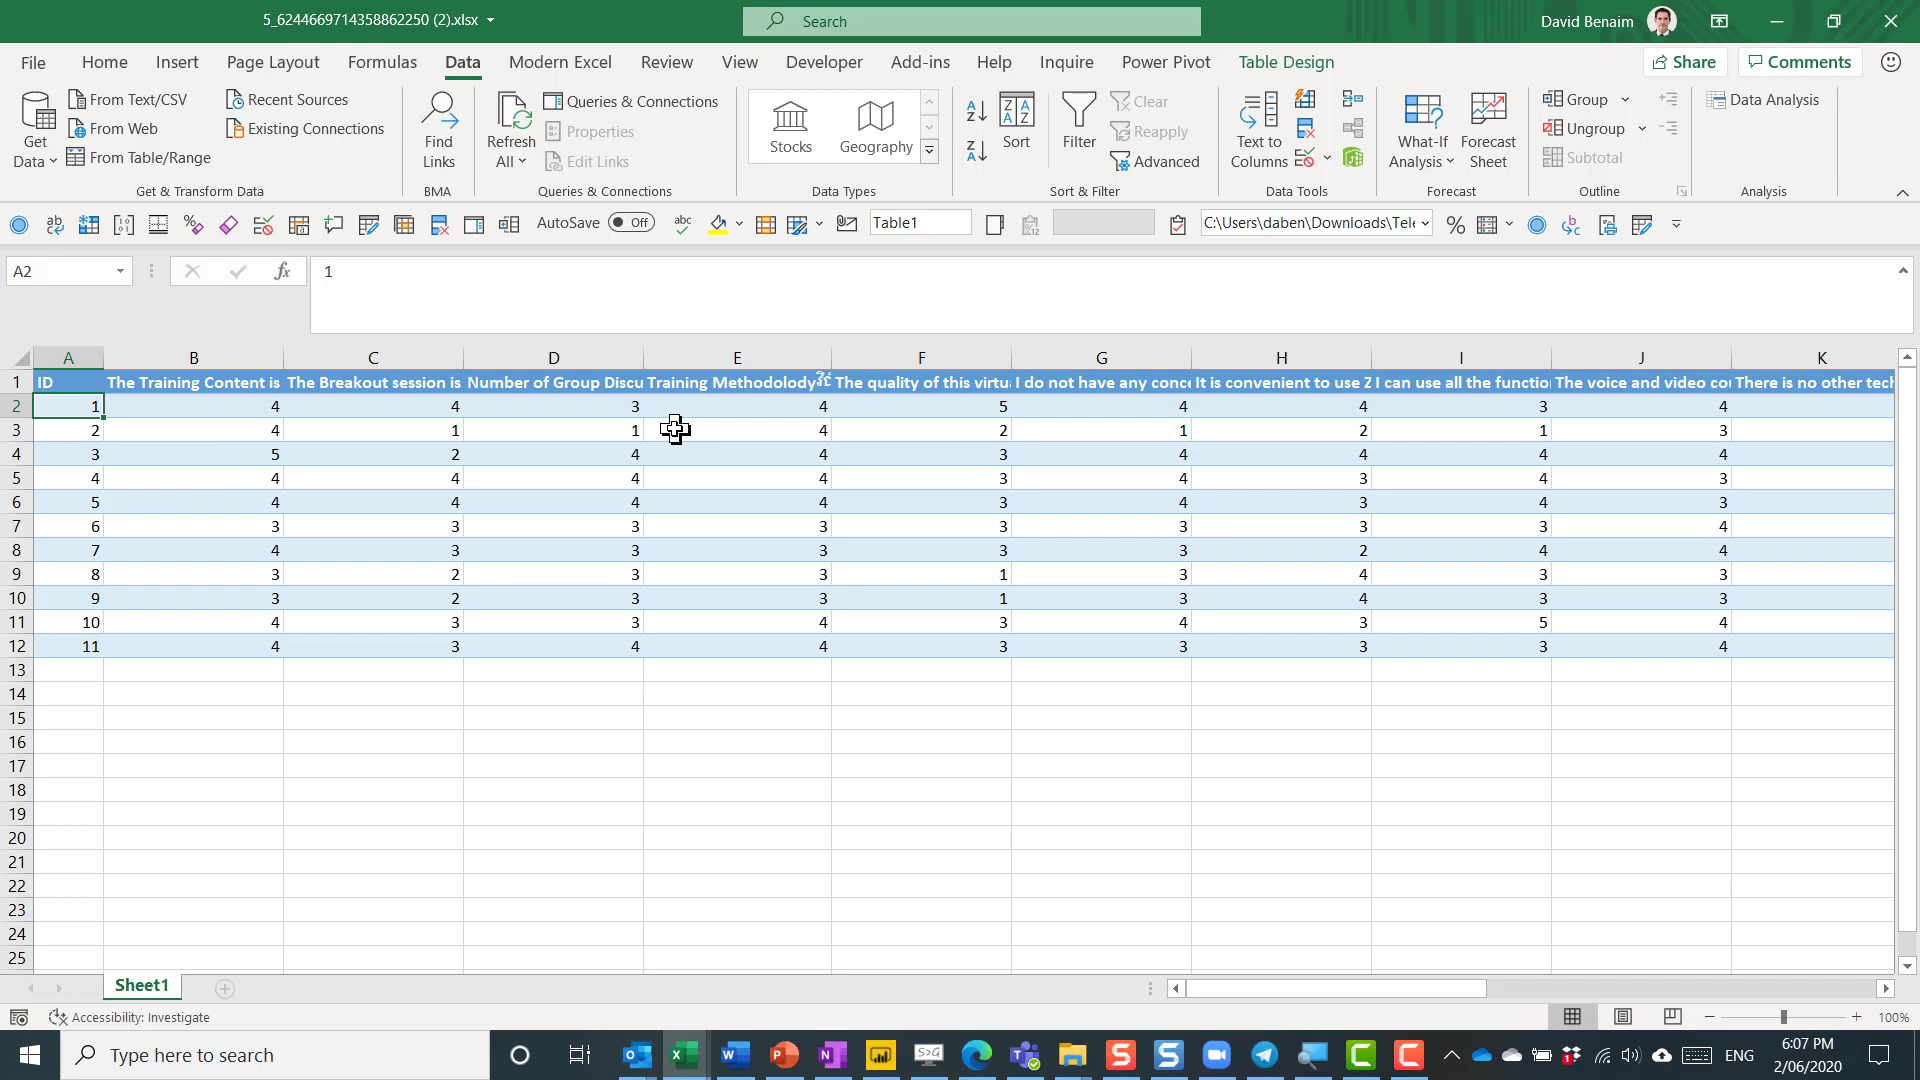 5_6244669714358862250 (2).xlsx
Search
David Benaim
File Home Insert Page Layout Formulas Data Modern Excel Review View Developer Add-ins Help Inquire Power Pivot Table Design Share Comments
Get Data
From Text/CSV
From Web
From Table/Range
Recent Sources
Existing Connections
Get & Transform Data
Find Links
BMA
Refresh All
Queries & Connections
Properties
Edit Links
Queries & Connections
Stocks
Geography
Data Types
Sort
Filter
Clear
Reapply
Advanced
Sort & Filter
Text to Columns
Data Tools
What-If Analysis
Forecast Sheet
Forecast
Group
Ungroup
Subtotal
Outline
Data Analysis
Analysis
AutoSave Off Table1 C:\Users\daben\Downloads\Tele
A2 1
A B C D E F G H I J K
1 ID The Training Content is The Breakout session is Number of Group Discu Training Methodolody The quality of this virtua I do not have any conce It is convenient to use Z I can use all the function The voice and video cou There is no other tech
2 1 4 4 3 4 5 4 4 3 4
3 2 4 1 1 4 2 1 2 1 3
4 3 5 2 4 4 3 4 4 4 4
5 4 4 4 4 4 3 4 3 4 3
6 5 4 4 4 4 3 4 3 4 3
7 6 3 3 3 3 3 3 3 3 4
8 7 4 3 3 3 3 3 2 4 4
9 8 3 2 3 3 1 3 4 3 3
10 9 3 2 3 3 1 3 4 3 3
11 10 4 3 3 4 3 4 3 5 4
12 11 4 3 4 4 3 3 3 3 4
13
14
15
16
17
18
19
20
21
22
23
24
25
Sheet1
Accessibility: Investigate
100%
Type here to search
ENG
6:07 PM
2/06/2020